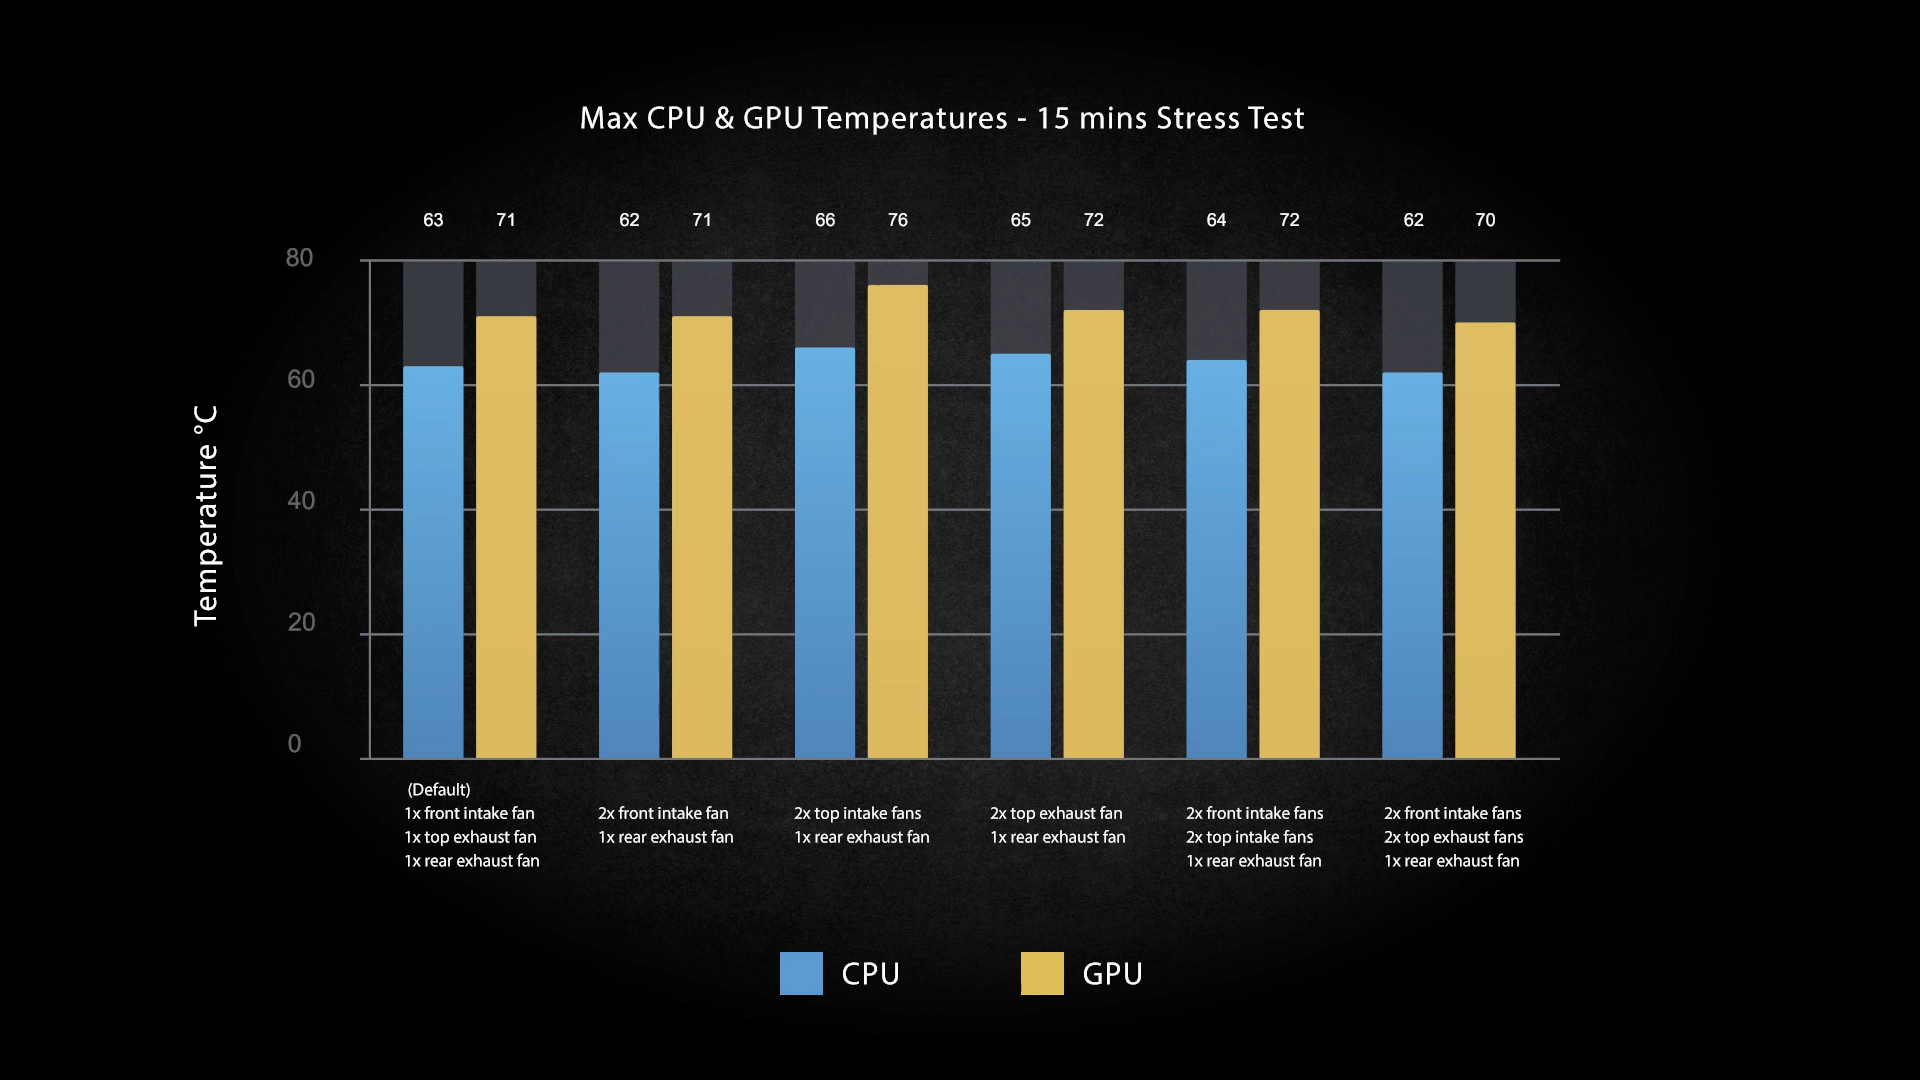 Max CPU & GPU Temperatures - 15 mins Stress Test
63 71 62 71 66 76 65 72 64 72 62 70
80
60
40
20
0
Temperature °C
(Default)
1x front intake fan
1x top exhaust fan
1x rear exhaust fan
2x front intake fan
1x rear exhaust fan
2x top intake fans
1x rear exhaust fan
2x top exhaust fan
1x rear exhaust fan
2x front intake fans
2x top intake fans
1x rear exhaust fan
2x front intake fans
2x top exhaust fans
1x rear exhaust fan
CPU GPU